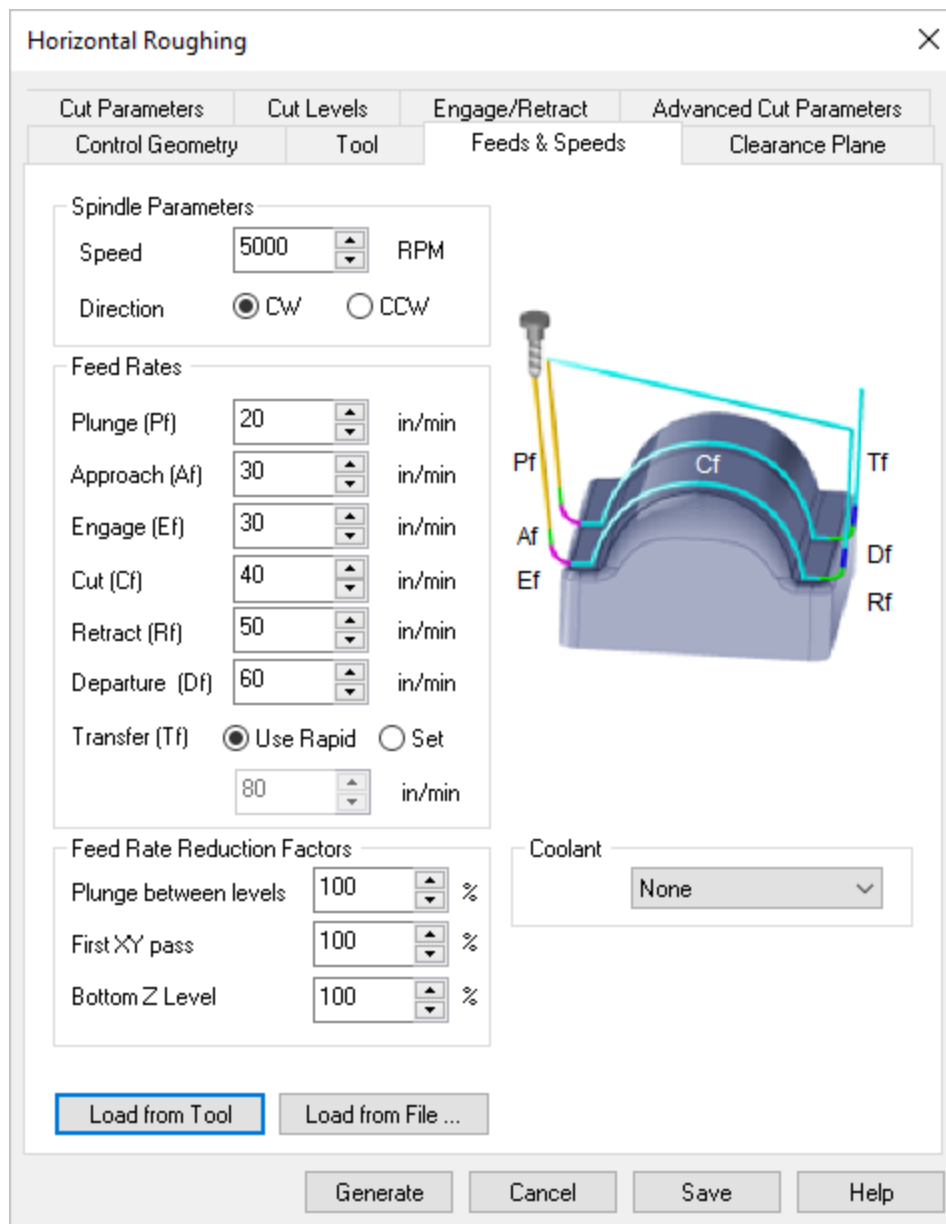 Horizontal Roughing
Cut Parameters Cut Levels Engage/Retract Advanced Cut Parameters
Control Geometry Tool Feeds & Speeds Clearance Plane
Spindle Parameters
Speed 5000 RPM
Direction CW CCW
Feed Rates
Plunge (Pf) 20 in/min
Approach (Af) 30 in/min
Engage (Ef) 30 in/min
Cut (Cf) 40 in/min
Retract (Rf) 50 in/min
Departure (Df) 60 in/min
Transfer (Tf) Use Rapid Set
80 in/min
Pf Cf Tf
Af Df
Ef Rf
Feed Rate Reduction Factors
Plunge between levels 100 %
First XY pass 100 %
Bottom Z Level 100 %
Coolant
None
Load from Tool Load from File ...
Generate Cancel Save Help